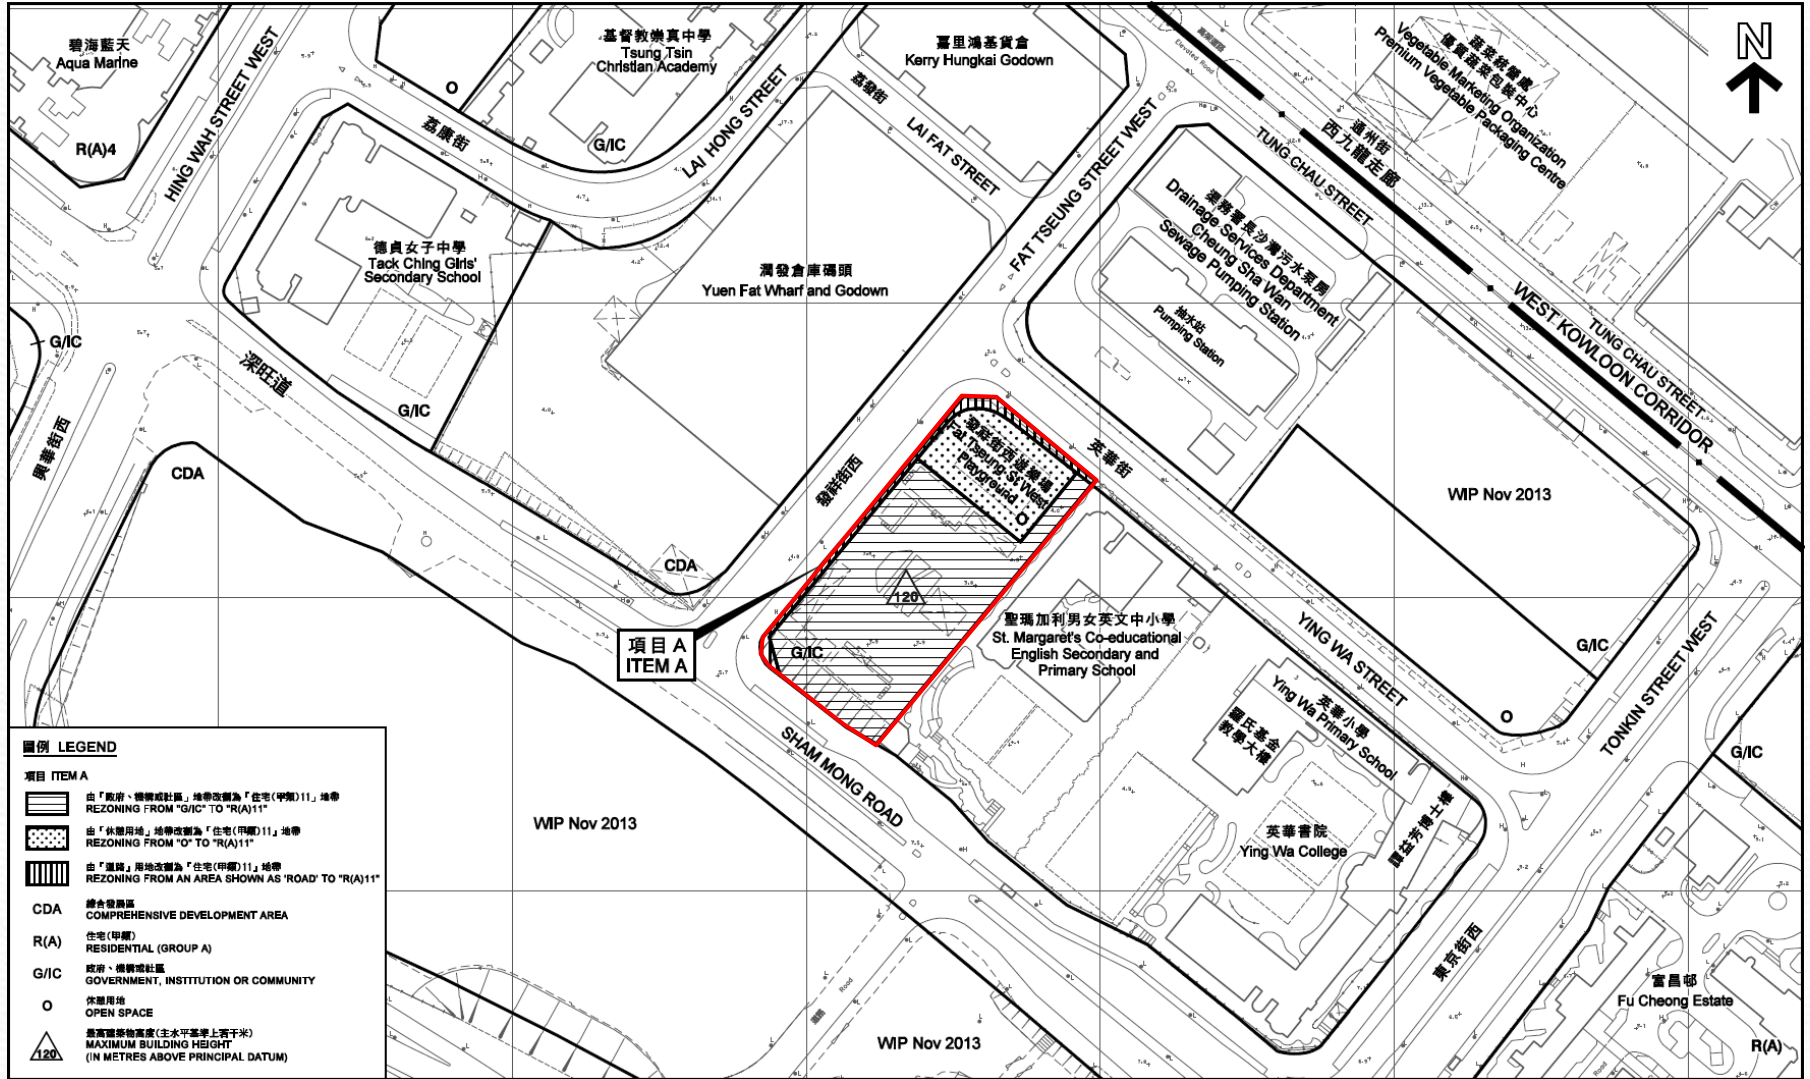 碧海藍天
Aqua Marine
R(A)4
HING WAH STREET WEST
O
基督教崇真中學
Tsung Tsin
Christian Academy
G/IC
荔康街
LAI HONG STREET
嘉里鴻基貨倉
Kerry Hungkai Godown
荔發街
LAI FAT STREET
FAT TSEUNG STREET WEST
Elevated Road
TUNG CHAU STREET
通州街
西九龍走廊
蔬菜統營處
優質蔬菜包裝中心
Vegetable Marketing Organization
Premium Vegetable Packaging Centre
N
德貞女子中學
Tack Ching Girls'
Secondary School
G/IC
潤發倉庫碼頭
Yuen Fat Wharf and Godown
渠務署長沙灣污水泵房
Drainage Services Department
Cheung Sha Wan
Sewage Pumping Station
抽水站
Pumping Station
WEST KOWLOON CORRIDOR
TUNG CHAU STREET
G/IC
深旺道
興華街西
CDA
CDA
發祥街西
發祥街西遊樂場
Fat Tseung St West
Playground
O
英華街
WIP Nov 2013
120
G/IC
項目 A
ITEM A
聖瑪加利男女英文中小學
St. Margaret's Co-educational
English Secondary and
Primary School
YING WA STREET
G/IC
O
TONKIN STREET WEST
G/IC
英華小學
Ying Wa Primary School
羅氏基金
教學大樓
SHAM MONG ROAD
英華書院
Ying Wa College
WIP Nov 2013
WIP Nov 2013
道路
Road
東京街西
富昌邨
Fu Cheong Estate
R(A)
圖例 LEGEND
項目 ITEM A
由「政府、機構或社區」地帶改劃為「住宅(甲類)11」地帶
REZONING FROM "G/IC" TO "R(A)11"
由「休憩用地」地帶改劃為「住宅(甲類)11」地帶
REZONING FROM "O" TO "R(A)11"
由「道路」用地改劃為「住宅(甲類)11」地帶
REZONING FROM AN AREA SHOWN AS 'ROAD' TO "R(A)11"
CDA
綜合發展區
COMPREHENSIVE DEVELOPMENT AREA
R(A)
住宅(甲類)
RESIDENTIAL (GROUP A)
G/IC
政府、機構或社區
GOVERNMENT, INSTITUTION OR COMMUNITY
O
休憩用地
OPEN SPACE
120
最高建築物高度(主水平基準上若干米)
MAXIMUM BUILDING HEIGHT
(IN METRES ABOVE PRINCIPAL DATUM)